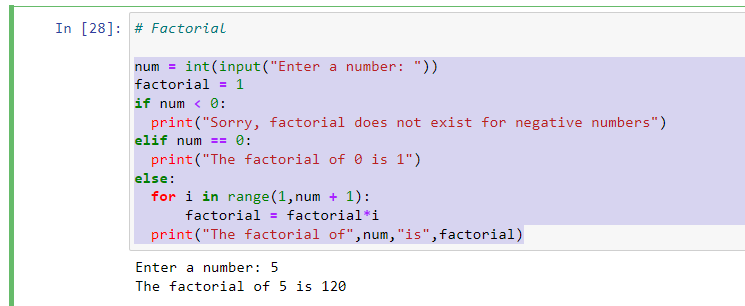 In [28]: # Factorial
num = int(input("Enter a number: "))
factorial = 1
if num < 0:
  print("Sorry, factorial does not exist for negative numbers")
elif num == 0:
  print("The factorial of 0 is 1")
else:
  for i in range(1,num + 1):
      factorial = factorial*i
  print("The factorial of",num,"is",factorial)
Enter a number: 5
The factorial of 5 is 120